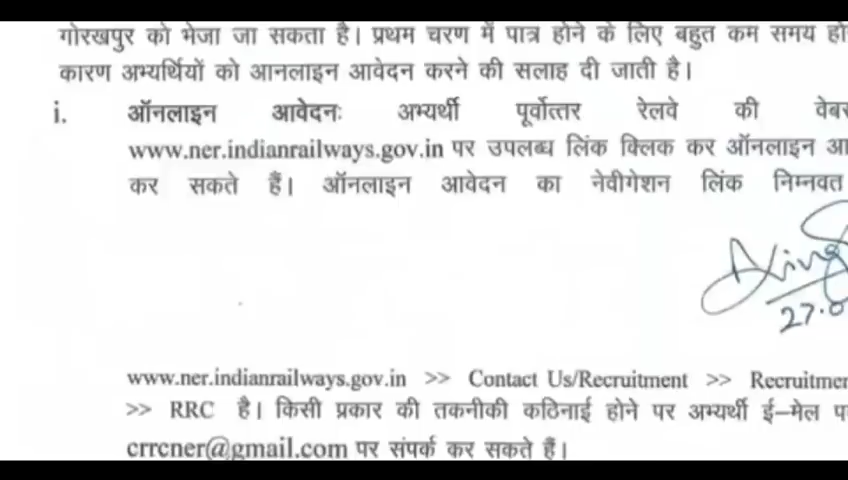 गोरखपुर को भेजा जा सकता है। प्रथम चरण में पात्र होने के लिए बहुत कम समय
कारण अभ्यर्थियों को आनलाइन आवेदन करने की सलाह दी जाती है।
i. ऑनलाइन आवेदनः अभ्यर्थी पूर्वोत्तर रेलवे की
www.ner.indianrailways.gov.in पर उपलब्ध लिंक क्लिक कर ऑनलाइन
कर सकते हैं। ऑनलाइन आवेदन का नेवीगेशन लिंक निम्नवत
www.ner.indianrailways.gov.in >> Contact Us/Recruitment >>
>> RRC है। किसी प्रकार की तकनीकी कठिनाई होने पर अभ्यर्थी ई–मेल
crrcner@gmail.com पर संपर्क कर सकते हैं।